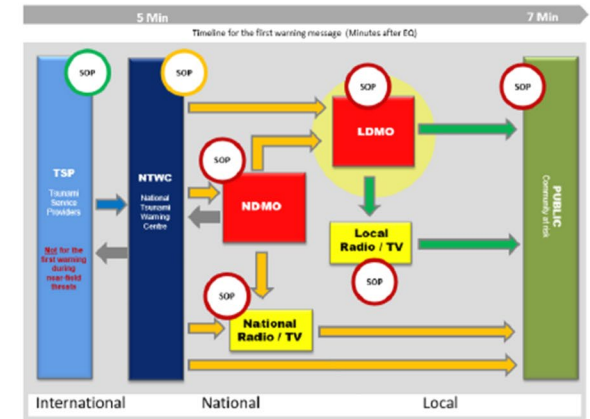 5 Min
7 Min
Timeline for the first warning message (Minutes after EQ)
SOP
SOP
SOP
SOP
SOP
LDMO
TSP
Tsunami
Service
Providers
NTWC
National
Tsunami
Warning
Centre
NDMO
PUBLIC
Community at risk
Not for the
first warning
during
near-field
threats
Local
Radio / TV
SOP
SOP
National
Radio / TV
International
National
Local